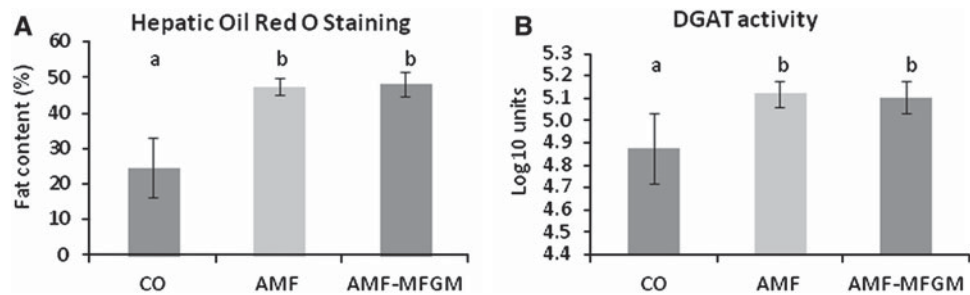 A
Hepatic Oil Red O Staining
Fat content (%)
60
50
40
30
20
10
0
a
b
b
CO
AMF
AMF-MFGM
B
DGAT activity
Log10 units
5.3
5.2
5.1
5.0
4.9
4.8
4.7
4.6
4.5
4.4
a
b
b
CO
AMF
AMF-MFGM